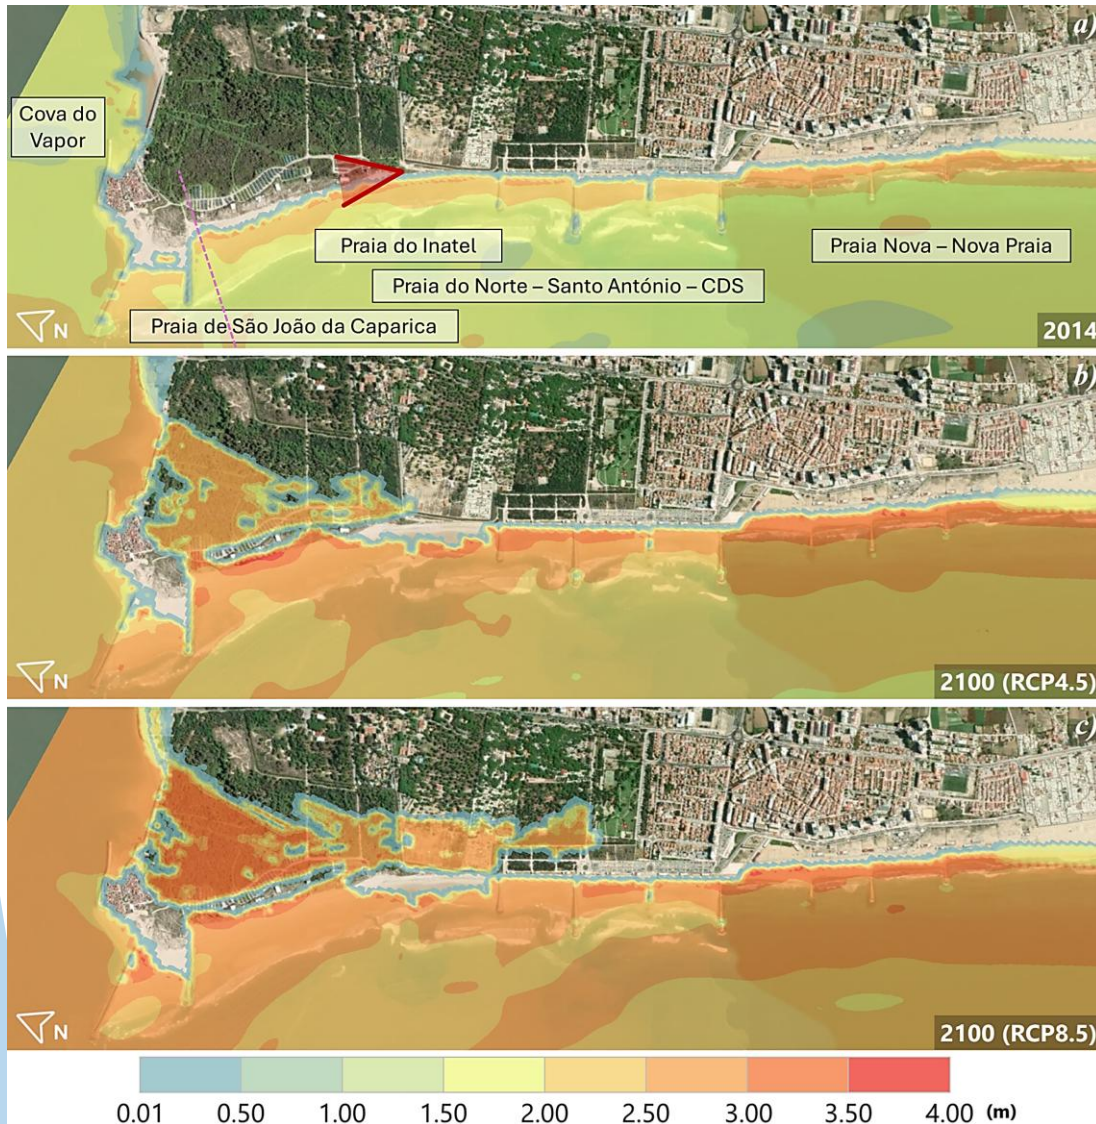 a)
Cova do
Vapor
Praia do Inatel
Praia Nova – Nova Praia
Praia do Norte – Santo António – CDS
Praia de São João da Caparica
N
2014
b)
N
2100 (RCP4.5)
c)
N
2100 (RCP8.5)
0.01 0.50 1.00 1.50 2.00 2.50 3.00 3.50 4.00 (m)